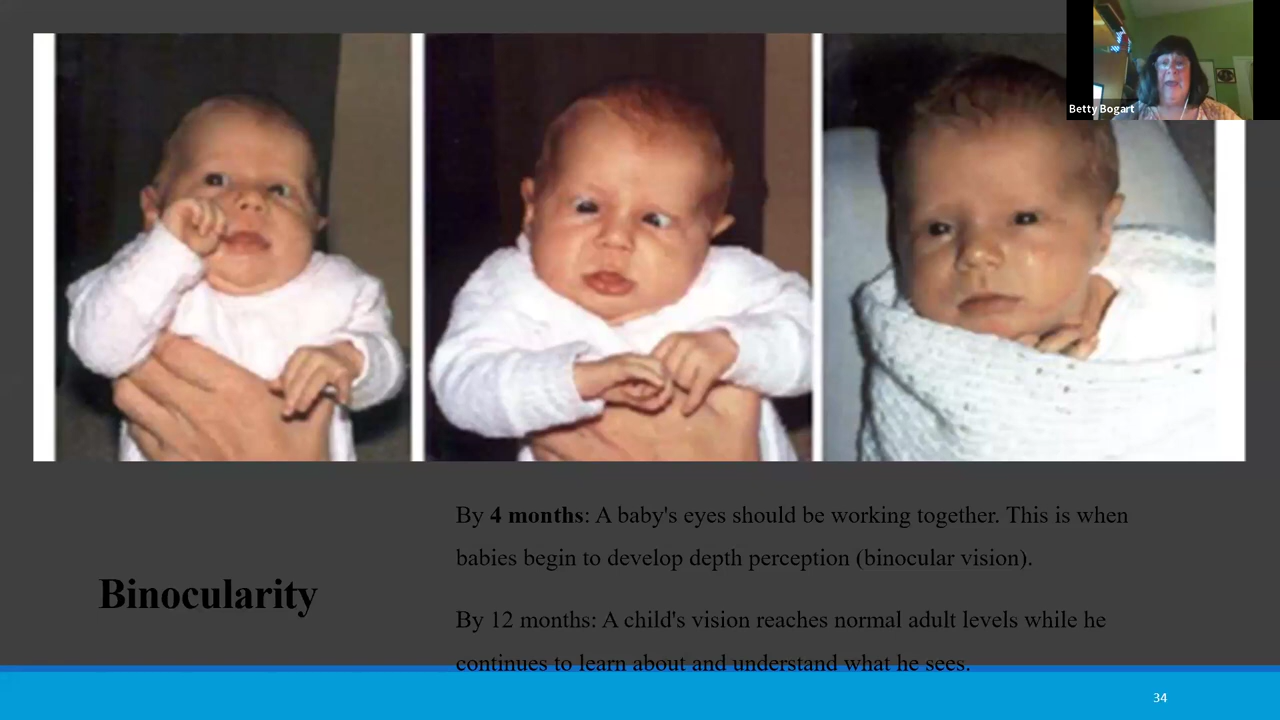 Betty Bogart
By 4 months: A baby's eyes should be working together. This is when
babies begin to develop depth perception (binocular vision).
Binocularity
By 12 months: A child's vision reaches normal adult levels while he
continues to learn about and understand what he sees.
34